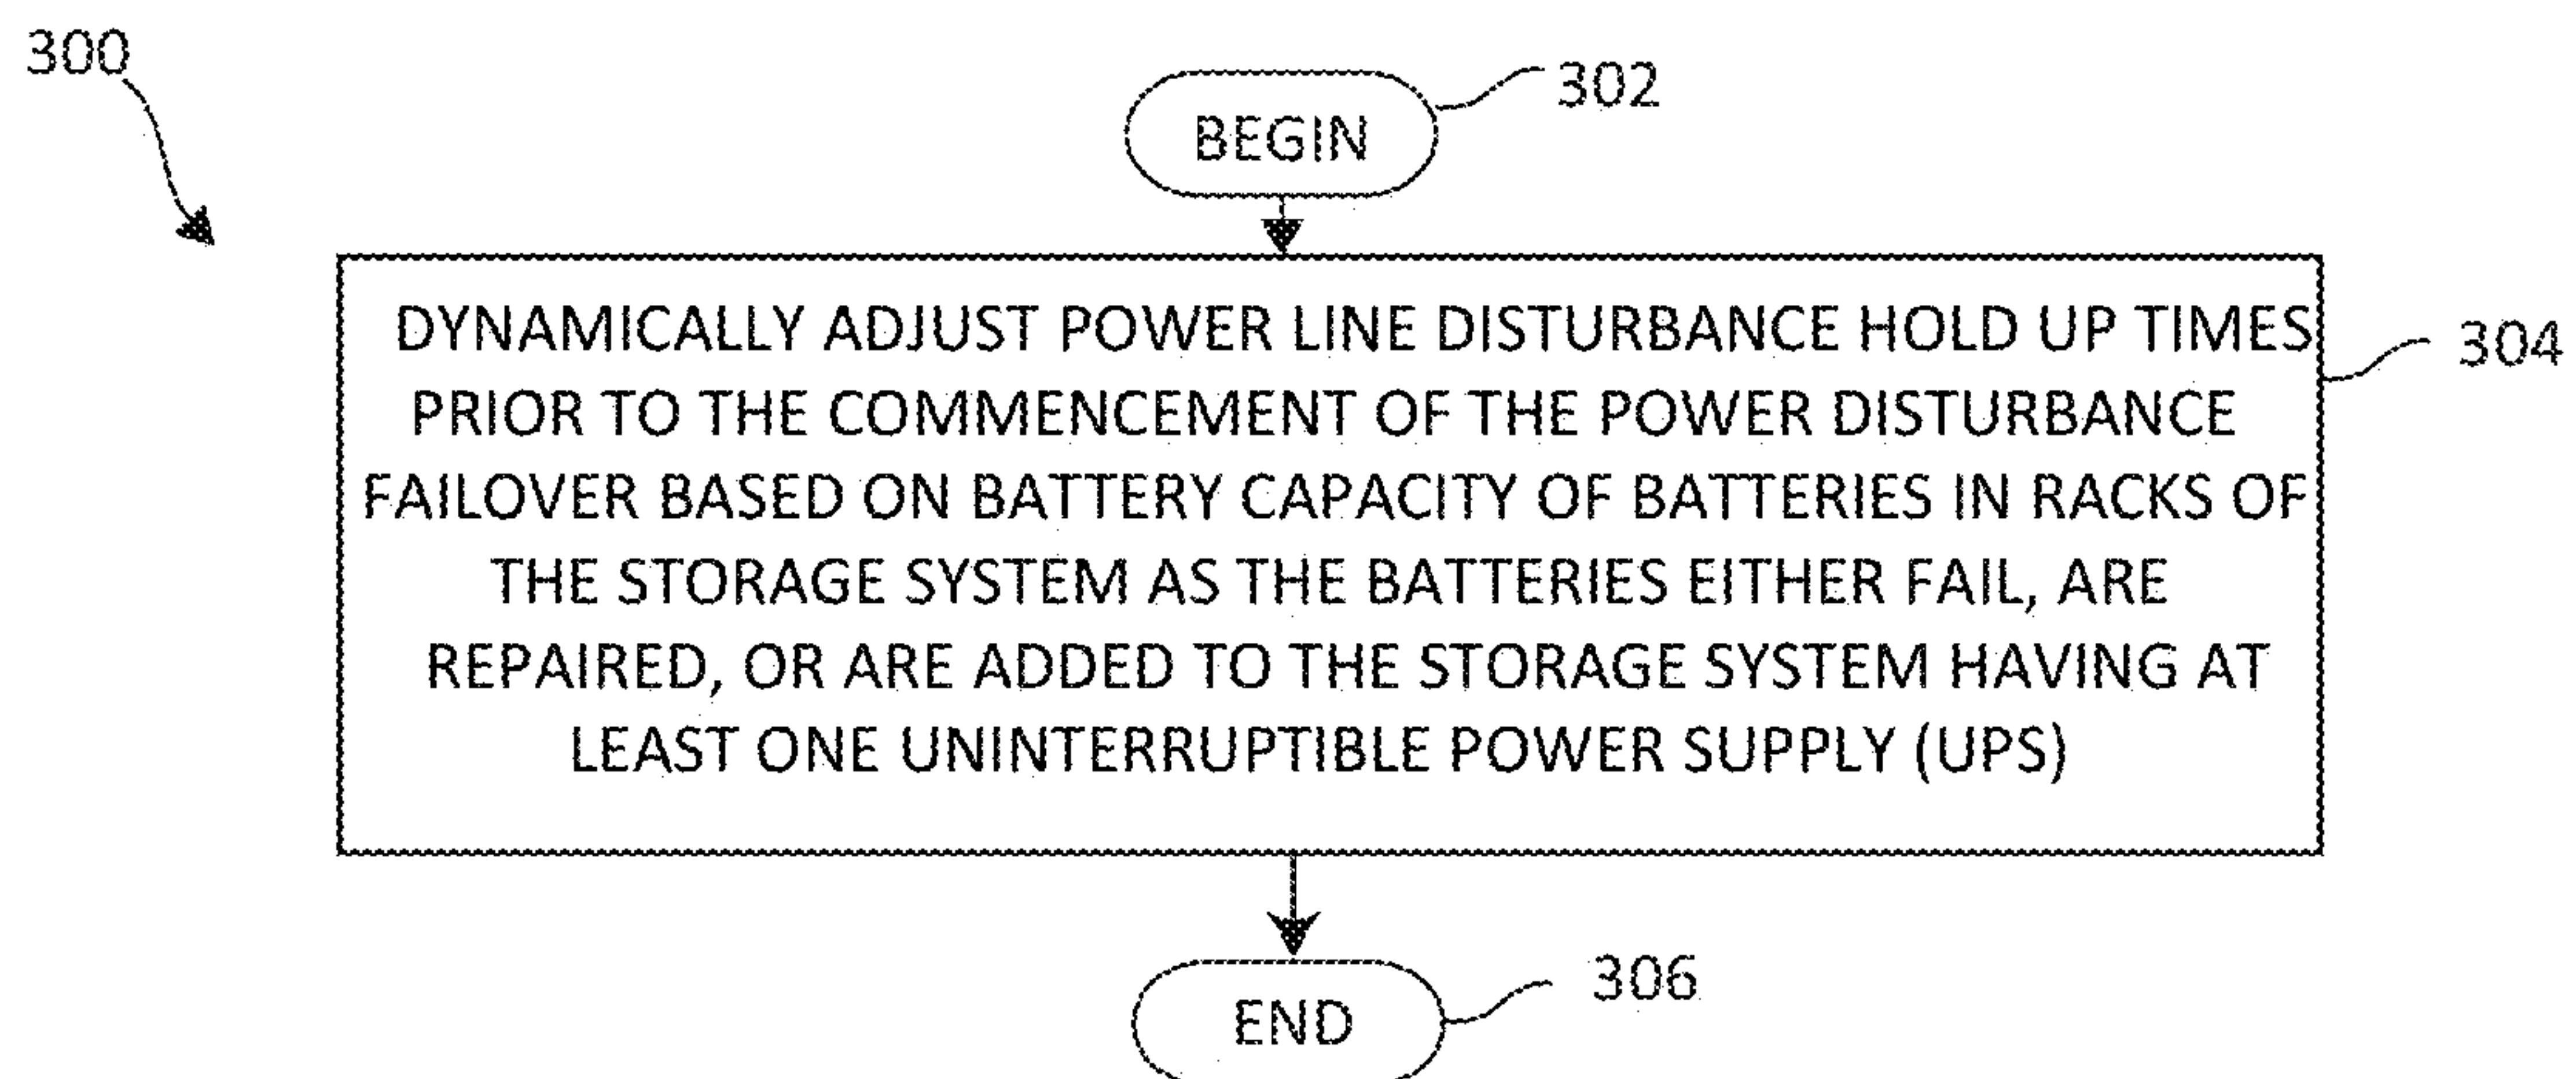 300
302
BEGIN
DYNAMICALLY ADJUST POWER LINE DISTURBANCE HOLD UP TIMES
304
PRIOR TO THE COMMENCEMENT OF THE POWER DISTURBANCE
FAILOVER BASED ON BATTERY CAPACITY OF BATTERIES IN RACKS OF
THE STORAGE SYSTEM AS THE BATTERIES EITHER FAIL, ARE
REPAIRED, OR ARE ADDED TO THE STORAGE SYSTEM HAVING AT
LEAST ONE UNINTERRUPTIBLE POWER SUPPLY (UPS)
306
END